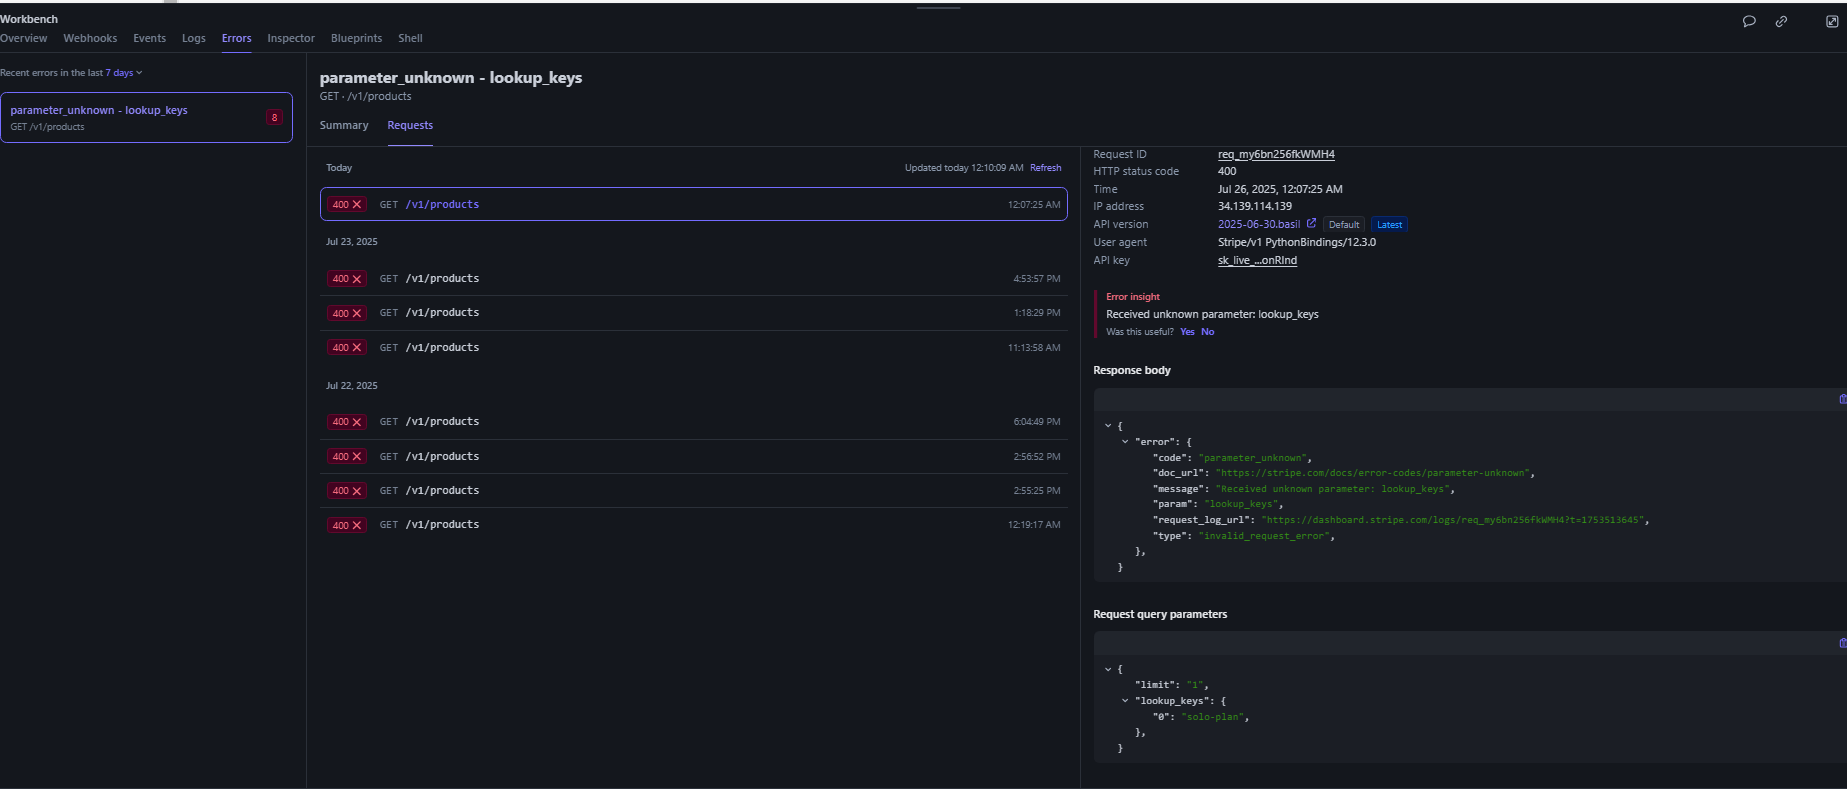 Workbench
Overview Webhooks Events Logs Errors Inspector Blueprints Shell
Recent errors in the last 7 days
parameter_unknown - lookup_keys
GET /v1/products
8
parameter_unknown - lookup_keys
GET · /v1/products
Summary Requests
Today Updated today 12:10:09 AM Refresh
400 GET /v1/products 12:07:25 AM
Jul 23, 2025
400 GET /v1/products 4:53:57 PM
400 GET /v1/products 1:18:29 PM
400 GET /v1/products 11:13:58 AM
Jul 22, 2025
400 GET /v1/products 6:04:49 PM
400 GET /v1/products 2:56:52 PM
400 GET /v1/products 2:55:25 PM
400 GET /v1/products 12:19:17 AM
Request ID req_my6bn256fkWMH4
HTTP status code 400
Time Jul 26, 2025, 12:07:25 AM
IP address 34.139.114.139
API version 2025-06-30.basil Default Latest
User agent Stripe/v1 PythonBindings/12.3.0
API key sk_live_...onRInd
Error insight
Received unknown parameter: lookup_keys
Was this useful? Yes No
Response body
{
"error": {
"code": "parameter_unknown",
"doc_url": "https://stripe.com/docs/error-codes/parameter-unknown",
"message": "Received unknown parameter: lookup_keys",
"param": "lookup_keys",
"request_log_url": "https://dashboard.stripe.com/logs/req_my6bn256fkWMH4?t=1753513645",
"type": "invalid_request_error",
},
}
Request query parameters
{
"limit": "1",
"lookup_keys": {
"0": "solo-plan",
},
}